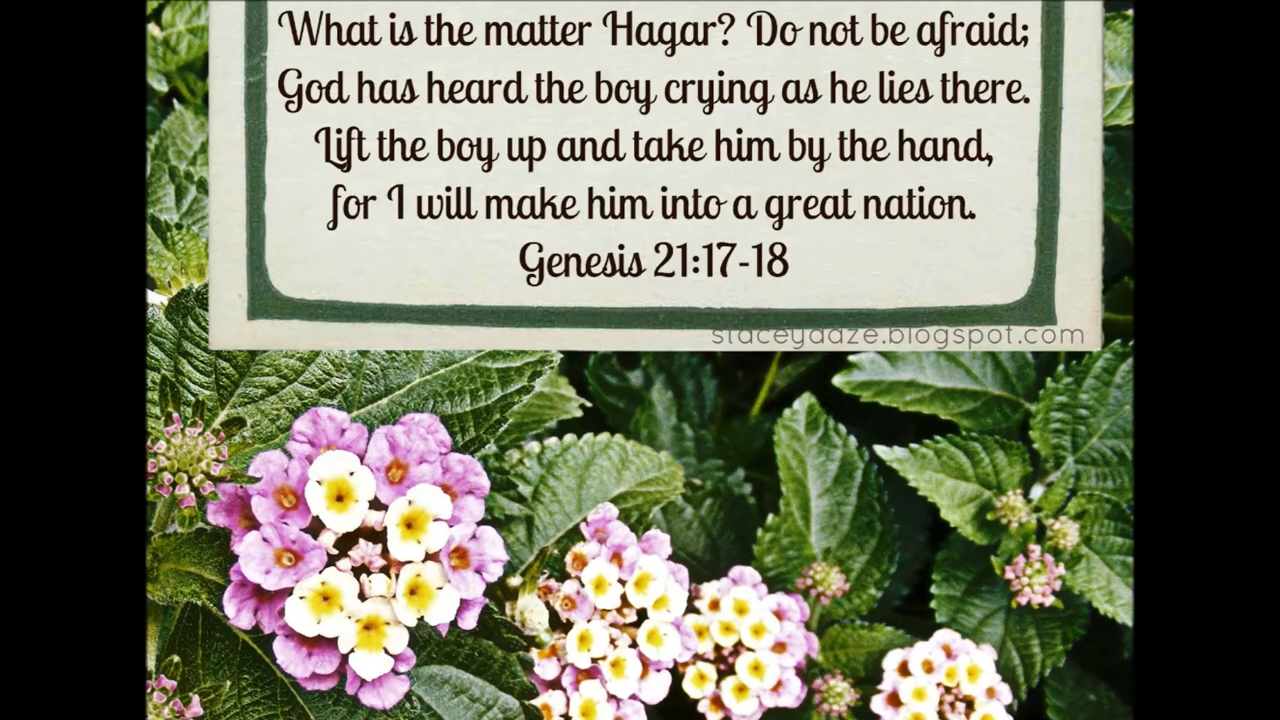 What is the matter Hagar? Do not be afraid;
God has heard the boy crying as he lies there.
Lift the boy up and take him by the hand,
for I will make him into a great nation.
Genesis 21:17-18
staceydaze.blogspot.com